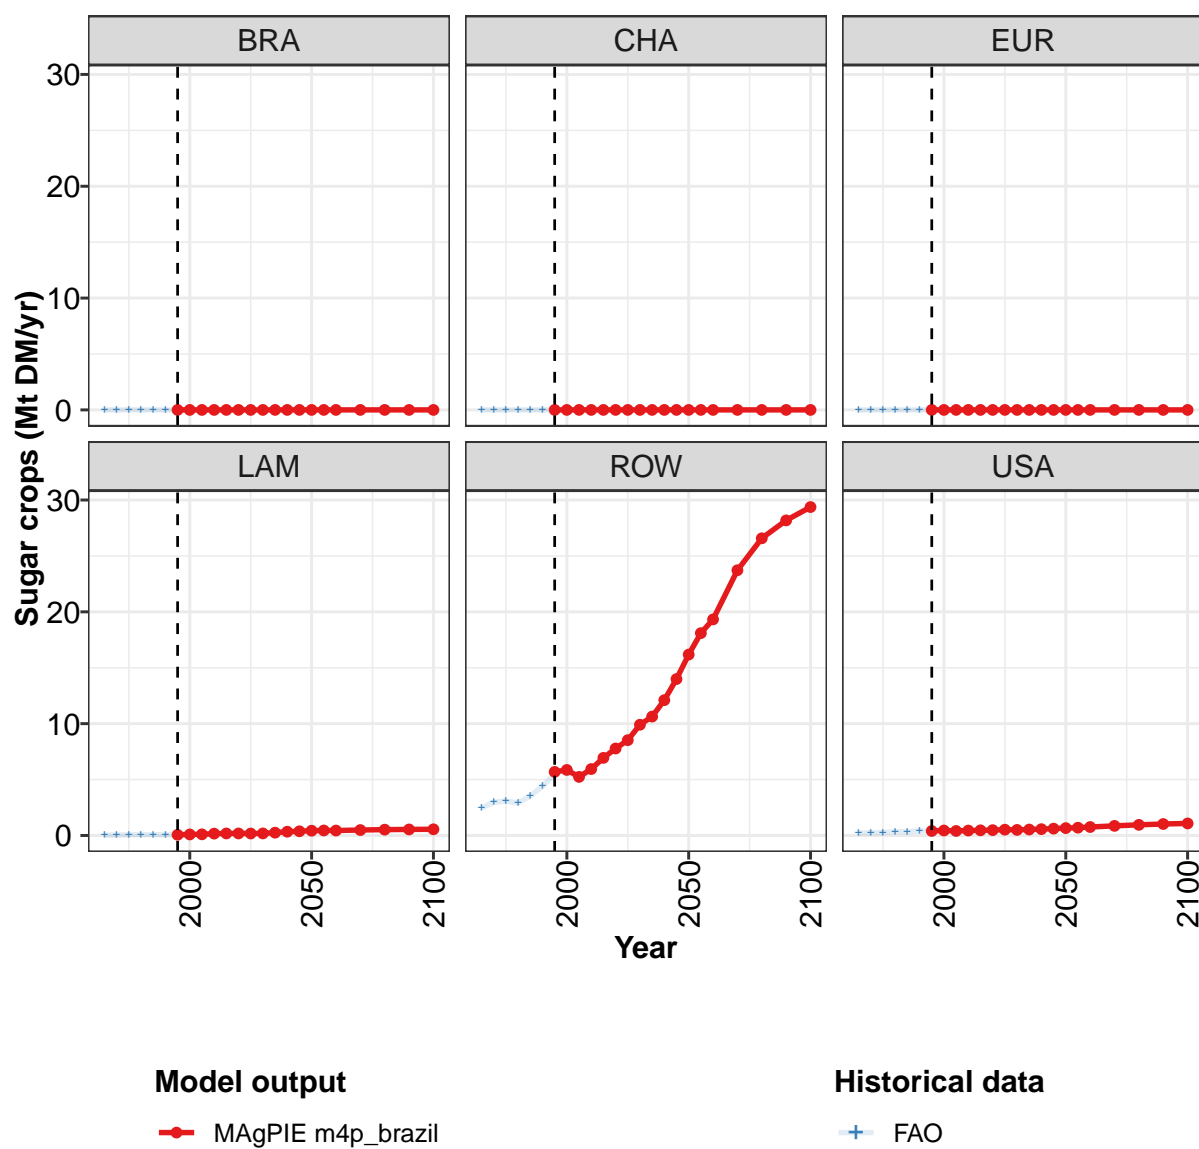 BRA CHA EUR
30
20
10
0
LAM ROW USA
30
20
10
0
Sugar crops (Mt DM/yr)
2000 2050 2100 2000 2050 2100 2000 2050 2100
Year
Model output Historical data
MAgPIE m4p_brazil FAO